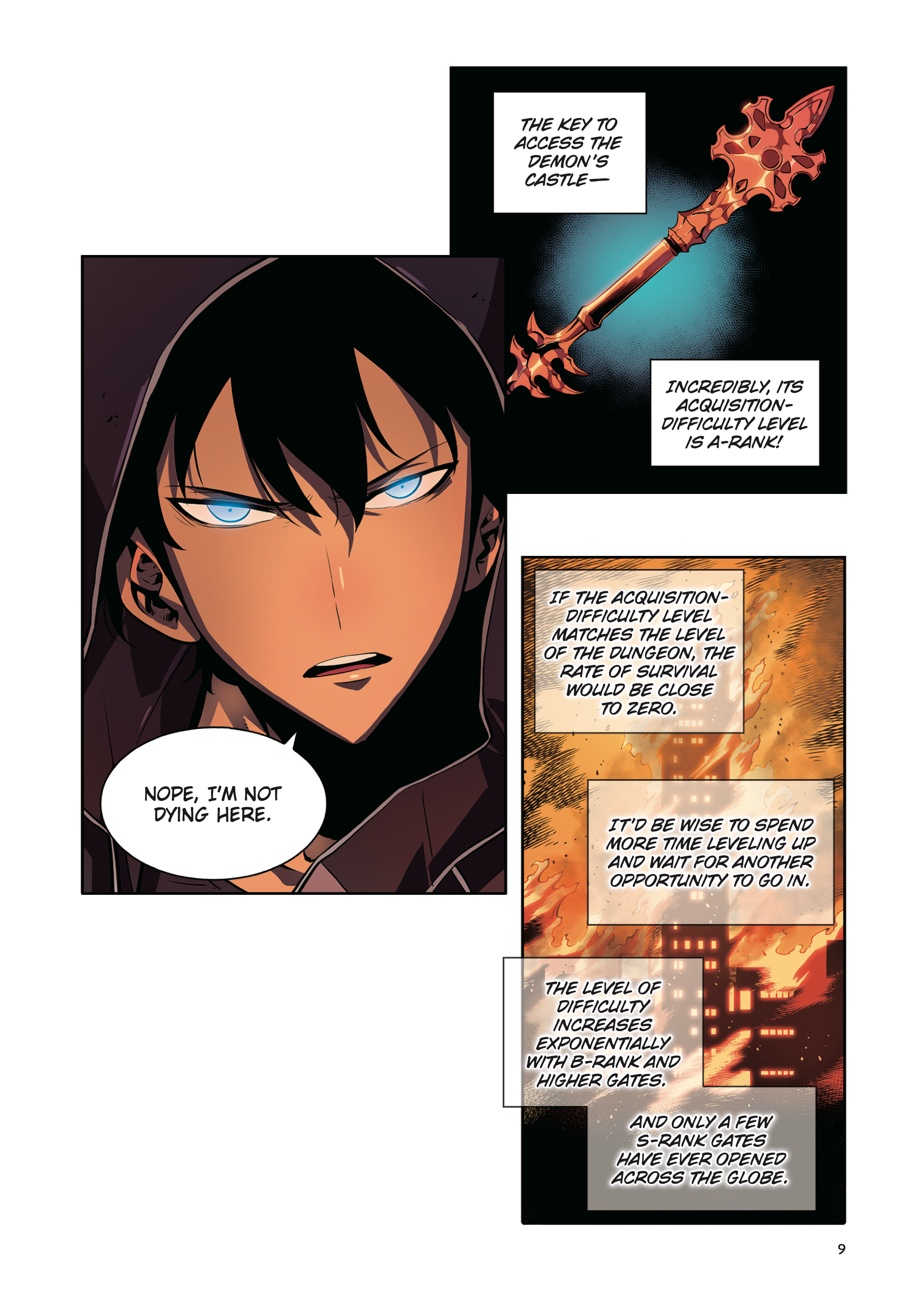 THE KEY TO
ACCESS THE
DEMON'S
CASTLE—
INCREDIBLY, ITS
ACQUISITION-
DIFFICULTY LEVEL
IS A-RANK!
NOPE, I'M NOT
DYING HERE.
IF THE ACQUISITION-
DIFFICULTY LEVEL
MATCHES THE LEVEL
OF THE DUNGEON, THE
RATE OF SURVIVAL
WOULD BE CLOSE
TO ZERO.
IT'D BE WISE TO SPEND
MORE TIME LEVELING UP
AND WAIT FOR ANOTHER
OPPORTUNITY TO GO IN.
THE LEVEL OF
DIFFICULTY
INCREASES
EXPONENTIALLY
WITH B-RANK AND
HIGHER GATES.
AND ONLY A FEW
S-RANK GATES
HAVE EVER OPENED
ACROSS THE GLOBE.
9